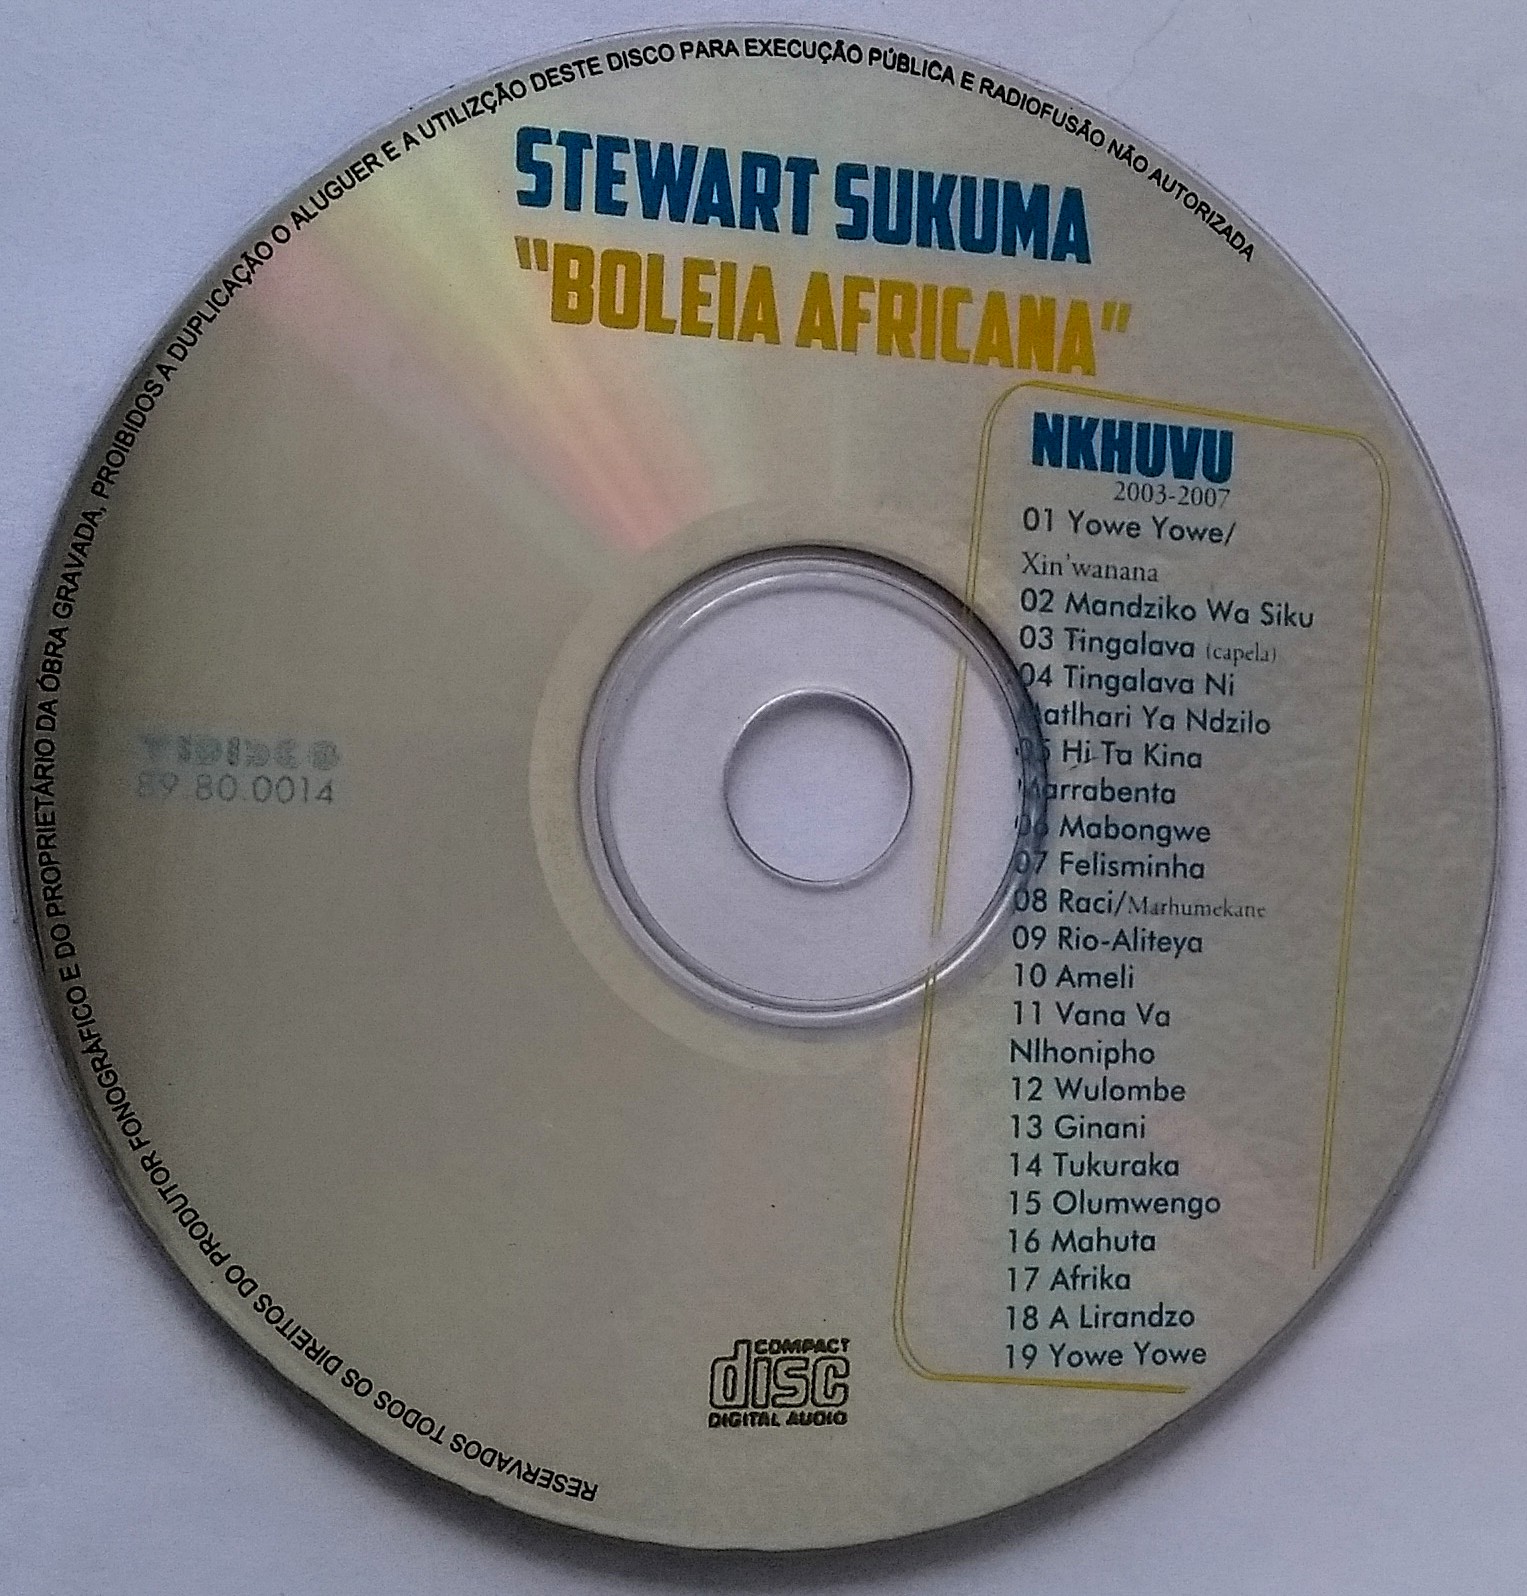 RESERVADOS TODOS OS DIREITOS DO PRODUTOR FONOGRÁFICO E DO PROPRIETÁRIO DA ÓBRA GRAVADA, PROIBIDOS A DUPLICAÇÃO O ALUGUER E A UTILIZÇÃO DESTE DISCO PARA EXECUÇÃO PÚBLICA E RADIOFUSÃO NÃO AUTORIZADA
STEWART SUKUMA
"BOLEIA AFRICANA"
NKHUVU
2003-2007
01 Yowe Yowe/
Xin'wanana
02 Mandziko Wa Siku
03 Tingalava (capela)
04 Tingalava Ni
Matlhari Ya Ndzilo
05 Hi Ta Kina
Marrabenta
06 Mabongwe
07 Felisminha
08 Raci/Marhumekane
09 Rio-Aliteya
10 Ameli
11 Vana Va
Nlhonipho
12 Wulombe
13 Ginani
14 Tukuraka
15 Olumwengo
16 Mahuta
17 Afrika
18 A Lirandzo
19 Yowe Yowe
VIDISCO
89.80.0014
COMPACT
disc
DIGITAL AUDIO